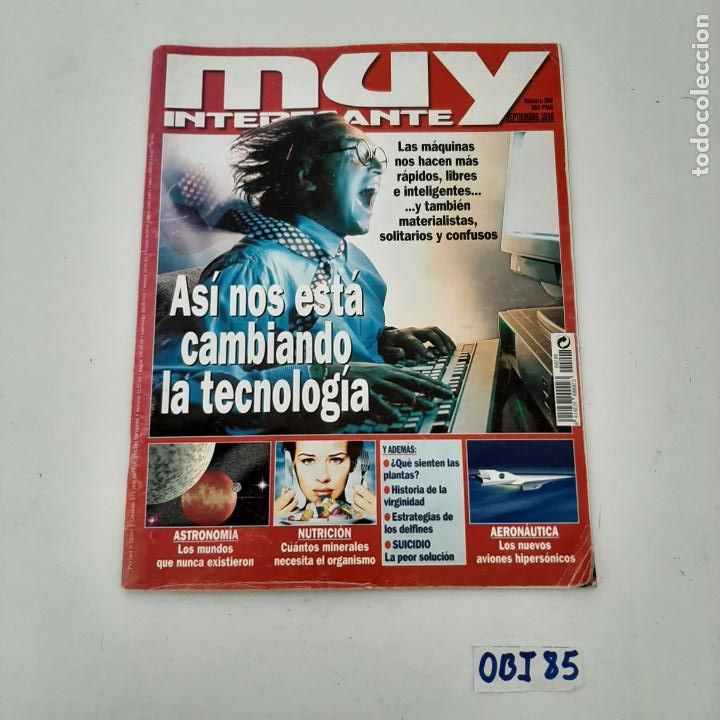 muy
INTERESANTE
SEPTIEMBRE 1998
Las máquinas
nos hacen más
rápidos, libres
e inteligentes...
...y también
materialistas,
solitarios y confusos
Así nos está
cambiando
la tecnología
ASTRONOMÍA
Los mundos
que nunca existieron
NUTRICIÓN
Cuántos minerales
necesita el organismo
Y ADEMÁS:
¿Qué sienten las
plantas?
Historia de la
virginidad
Estrategias de
los delfines
SUICIDIO
La peor solución
AERONÁUTICA
Los nuevos
aviones hipersónicos
OBJ 85
todocoleccion